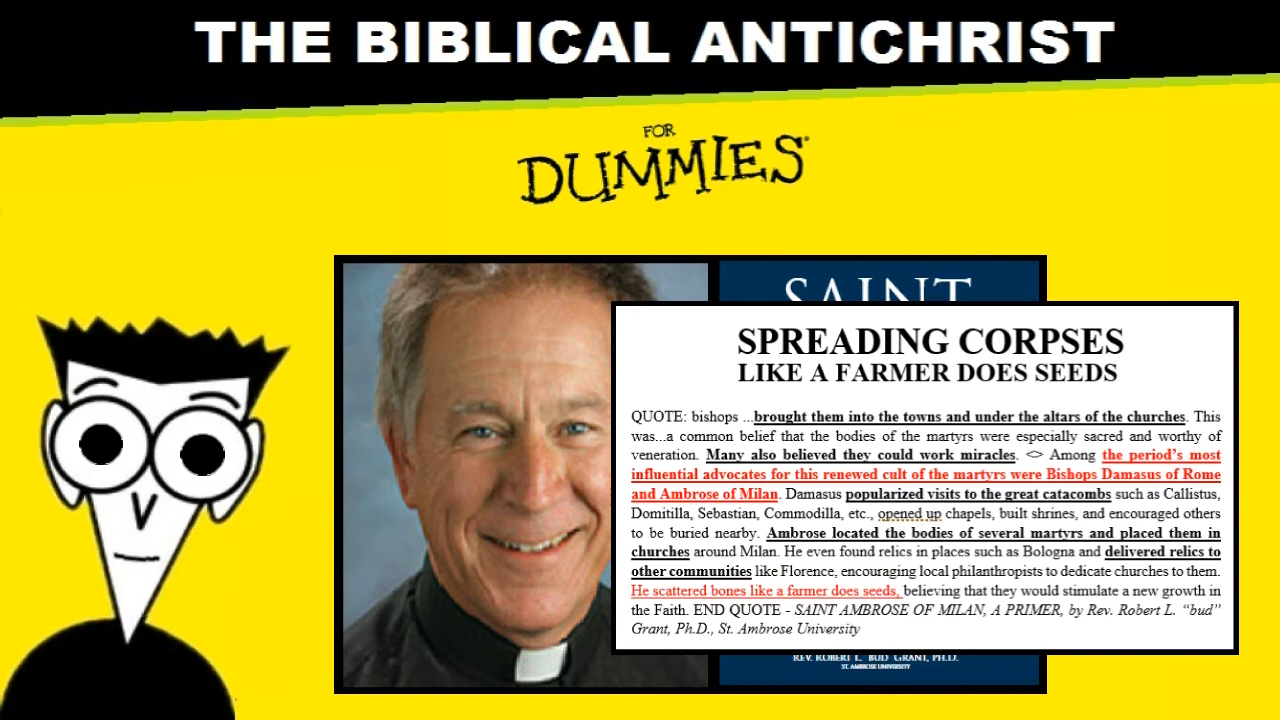 THE BIBLICAL ANTICHRIST
FOR
DUMMIES
SAINT
SPREADING CORPSES
LIKE A FARMER DOES SEEDS
QUOTE: bishops ...brought them into the towns and under the altars of the churches. This
was...a common belief that the bodies of the martyrs were especially sacred and worthy of
veneration. Many also believed they could work miracles. <> Among the period's most
influential advocates for this renewed cult of the martyrs were Bishops Damasus of Rome
and Ambrose of Milan. Damasus popularized visits to the great catacombs such as Callistus,
Domitilla, Sebastian, Commodilla, etc., opened up chapels, built shrines, and encouraged others
to be buried nearby. Ambrose located the bodies of several martyrs and placed them in
churches around Milan. He even found relics in places such as Bologna and delivered relics to
other communities like Florence, encouraging local philanthropists to dedicate churches to them.
He scattered bones like a farmer does seeds, believing that they would stimulate a new growth in
the Faith. END QUOTE - SAINT AMBROSE OF MILAN, A PRIMER, by Rev. Robert L. “bud”
Grant, Ph.D., St. Ambrose University
REV. ROBERT L. "BUD" GRANT, PH.D.
ST. AMBROSE UNIVERSITY